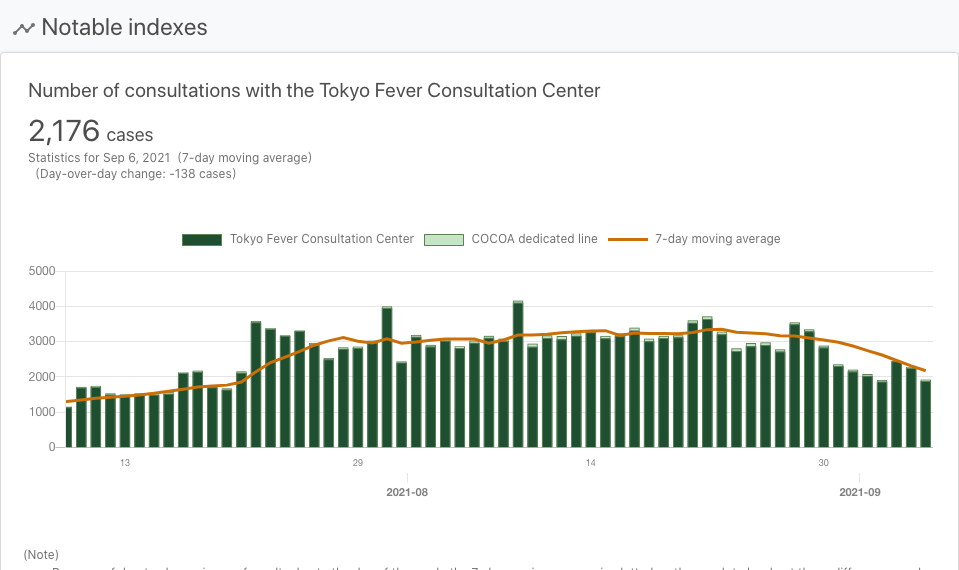 Notable indexes
Number of consultations with the Tokyo Fever Consultation Center
2,176 cases
Statistics for Sep 6, 2021 (7-day moving average)
(Day-over-day change: -138 cases)
Tokyo Fever Consultation Center COCOA dedicated line 7-day moving average
5000
4000
3000
2000
1000
0
13 29 14 30
2021-08 2021-09
(Note)